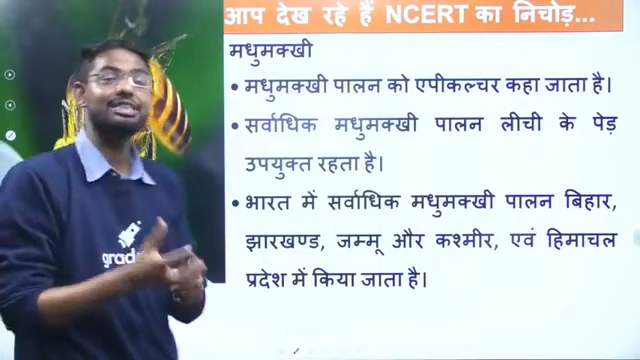 आप देख रहे हैं NCERT का निचोड़...
मधुमक्खी
• मधुमक्खी पालन को एपीकल्चर कहा जाता है।
• सर्वाधिक मधुमक्खी पालन लीची के पेड़
उपयुक्त रहता है।
• भारत में सर्वाधिक मधुमक्खी पालन बिहार,
झारखण्ड, जम्मू और कश्मीर, एवं हिमाचल
प्रदेश में किया जाता है।